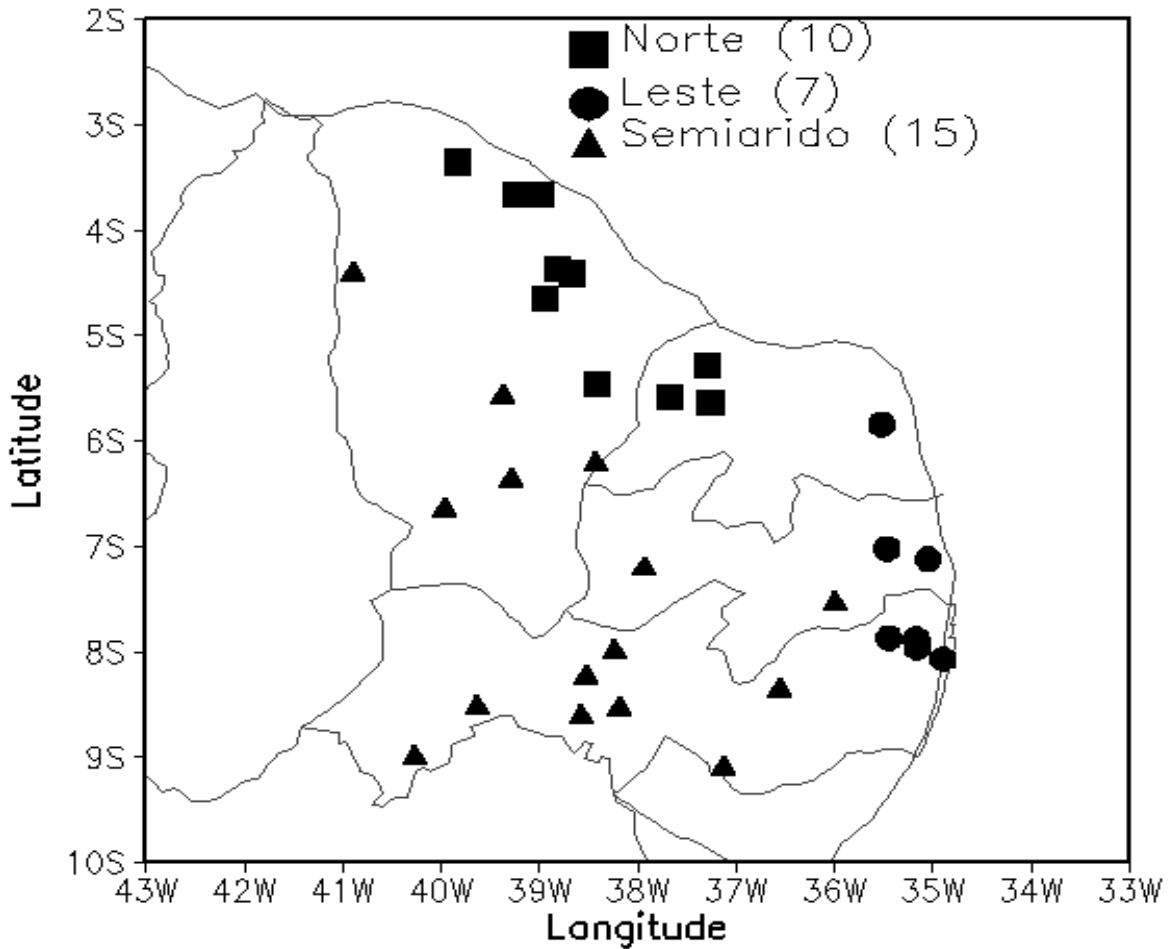 2S
Norte (10)
Leste (7)
Semiarido (15)
3S
4S
5S
6S
7S
8S
9S
10S
Latitude
43W 42W 41W 40W 39W 38W 37W 36W 35W 34W 33W
Longitude